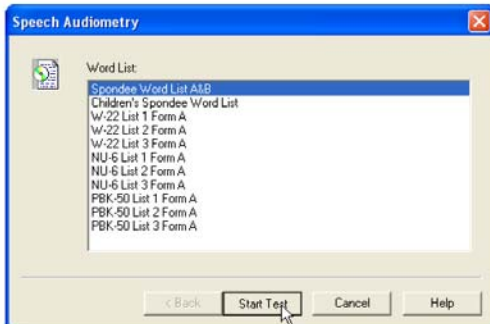 Speech Audiometry
Word List:
Spondee Word List A&B
Children's Spondee Word List
W-22 List 1 Form A
W-22 List 2 Form A
W-22 List 3 Form A
NU-6 List 1 Form A
NU-6 List 2 Form A
NU-6 List 3 Form A
PBK-50 List 1 Form A
PBK-50 List 2 Form A
PBK-50 List 3 Form A
< Back Start Test Cancel Help